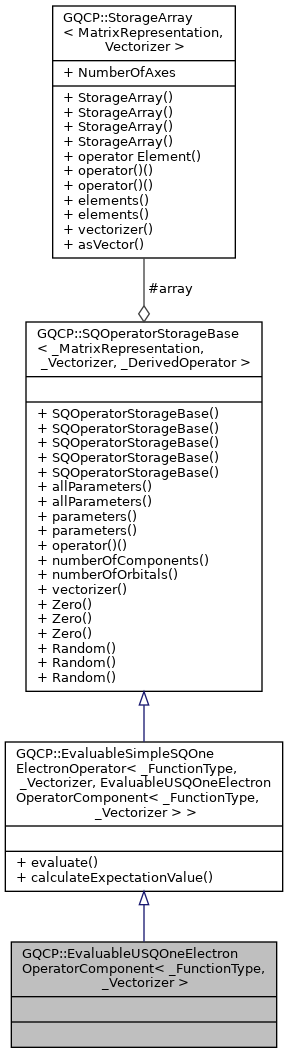 GQCP::StorageArray
< MatrixRepresentation,
Vectorizer >
+ NumberOfAxes
+ StorageArray()
+ StorageArray()
+ StorageArray()
+ StorageArray()
+ operator Element()
+ operator()()
+ operator()()
+ elements()
+ elements()
+ vectorizer()
+ asVector()
#array
GQCP::SQOperatorStorageBase
< _MatrixRepresentation,
_Vectorizer, _DerivedOperator >
+ SQOperatorStorageBase()
+ SQOperatorStorageBase()
+ SQOperatorStorageBase()
+ SQOperatorStorageBase()
+ SQOperatorStorageBase()
+ allParameters()
+ allParameters()
+ parameters()
+ parameters()
+ operator()()
+ numberOfComponents()
+ numberOfOrbitals()
+ vectorizer()
+ Zero()
+ Zero()
+ Zero()
+ Random()
+ Random()
+ Random()
GQCP::EvaluableSimpleSQOne
ElectronOperator< _FunctionType,
_Vectorizer, EvaluableUSQOneElectron
OperatorComponent< _FunctionType,
_Vectorizer > >
+ evaluate()
+ calculateExpectationValue()
GQCP::EvaluableUSQOneElectron
OperatorComponent< _FunctionType,
_Vectorizer >